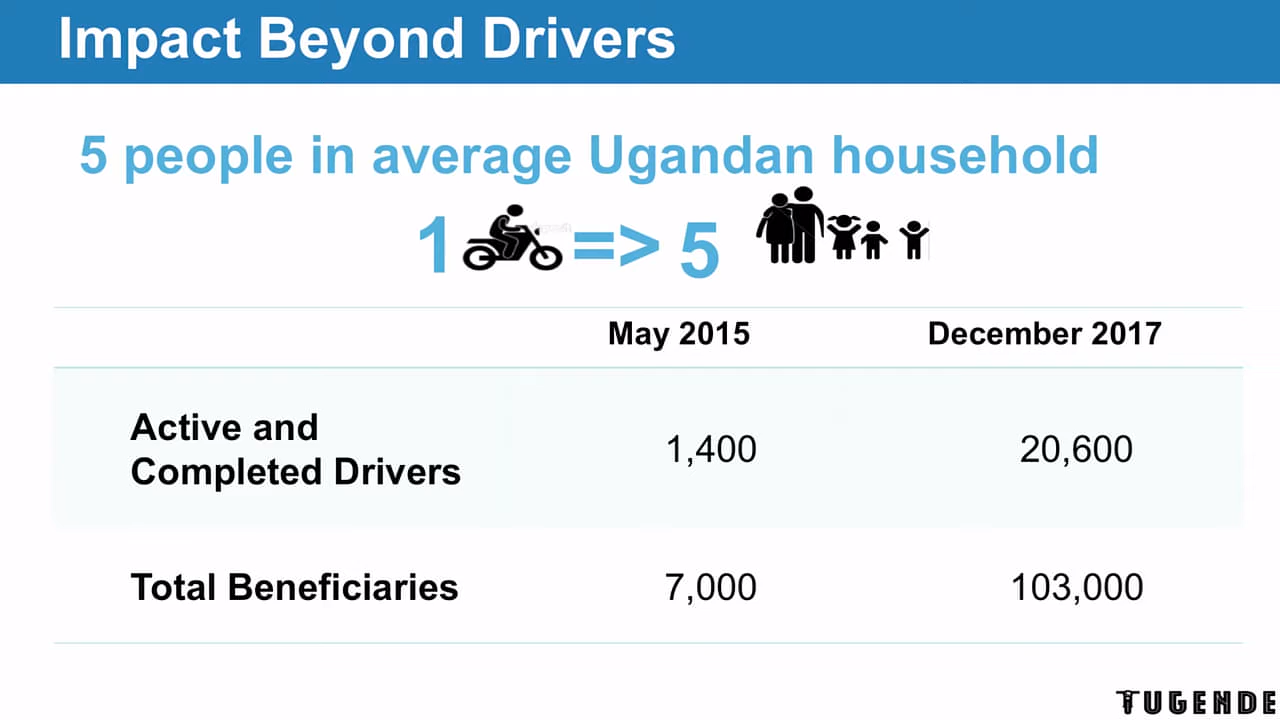 Impact Beyond Drivers
5 people in average Ugandan household
1 => 5
May 2015 December 2017
Active and
Completed Drivers 1,400 20,600
Total Beneficiaries 7,000 103,000
TUGENDE